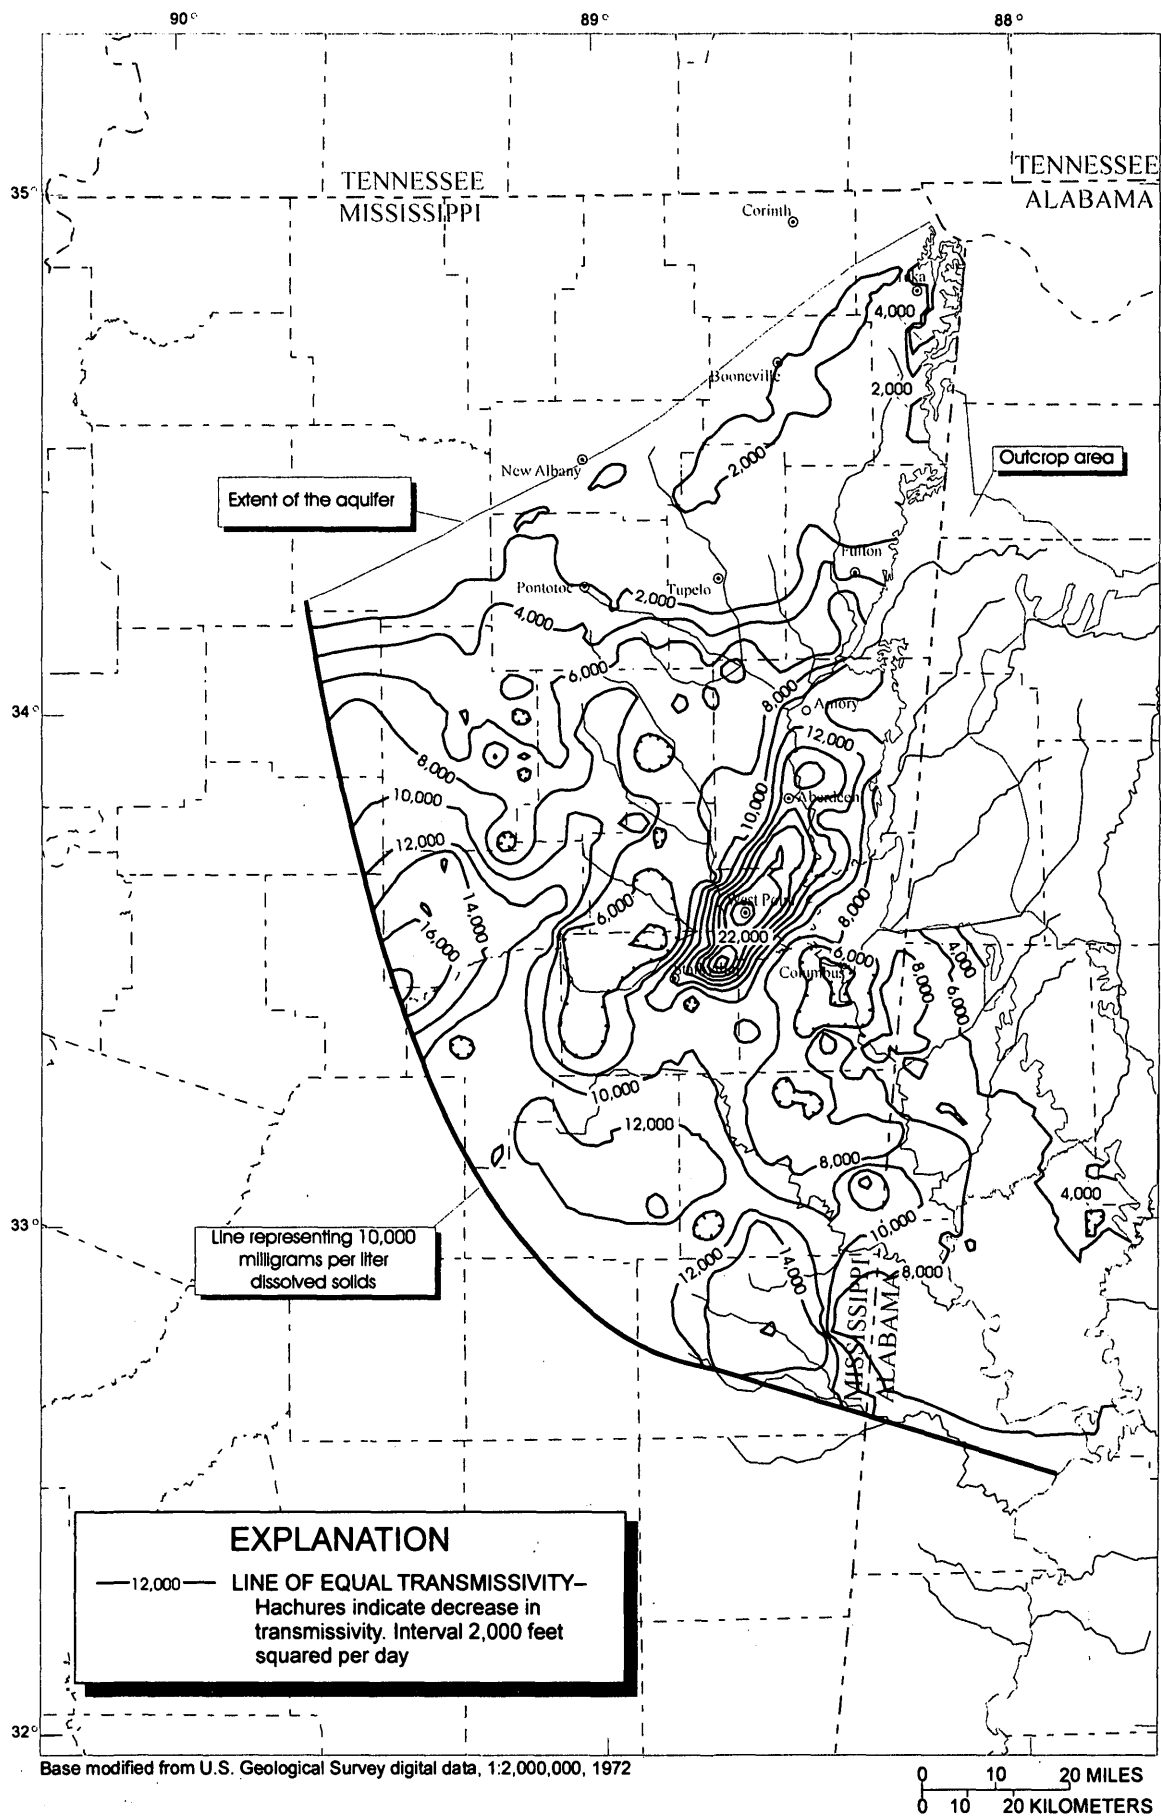 90° 89° 88°
35°
TENNESSEE
MISSISSIPPI
TENNESSEE
ALABAMA
Corinth
4,000
Booneville
2,000
New Albany
2,000
Outcrop area
Extent of the aquifer
Fulton
Pontotoc
Tupelo
2,000
4,000
6,000
8,000
34°
Amory
12,000
8,000
10,000
10,000
Aberdeen
12,000
14,000
16,000
6,000
West Point
22,000
8,000
6,000
Columbus
4,000
8,000
6,000
10,000
12,000
8,000
4,000
33°
10,000
Line representing 10,000
milligrams per liter
dissolved solids
12,000
14,000
8,000
MISSISSIPPI
ALABAMA
EXPLANATION
12,000 LINE OF EQUAL TRANSMISSIVITY–
Hachures indicate decrease in
transmissivity. Interval 2,000 feet
squared per day
32°
Base modified from U.S. Geological Survey digital data, 1:2,000,000, 1972
0 10 20 MILES
0 10 20 KILOMETERS